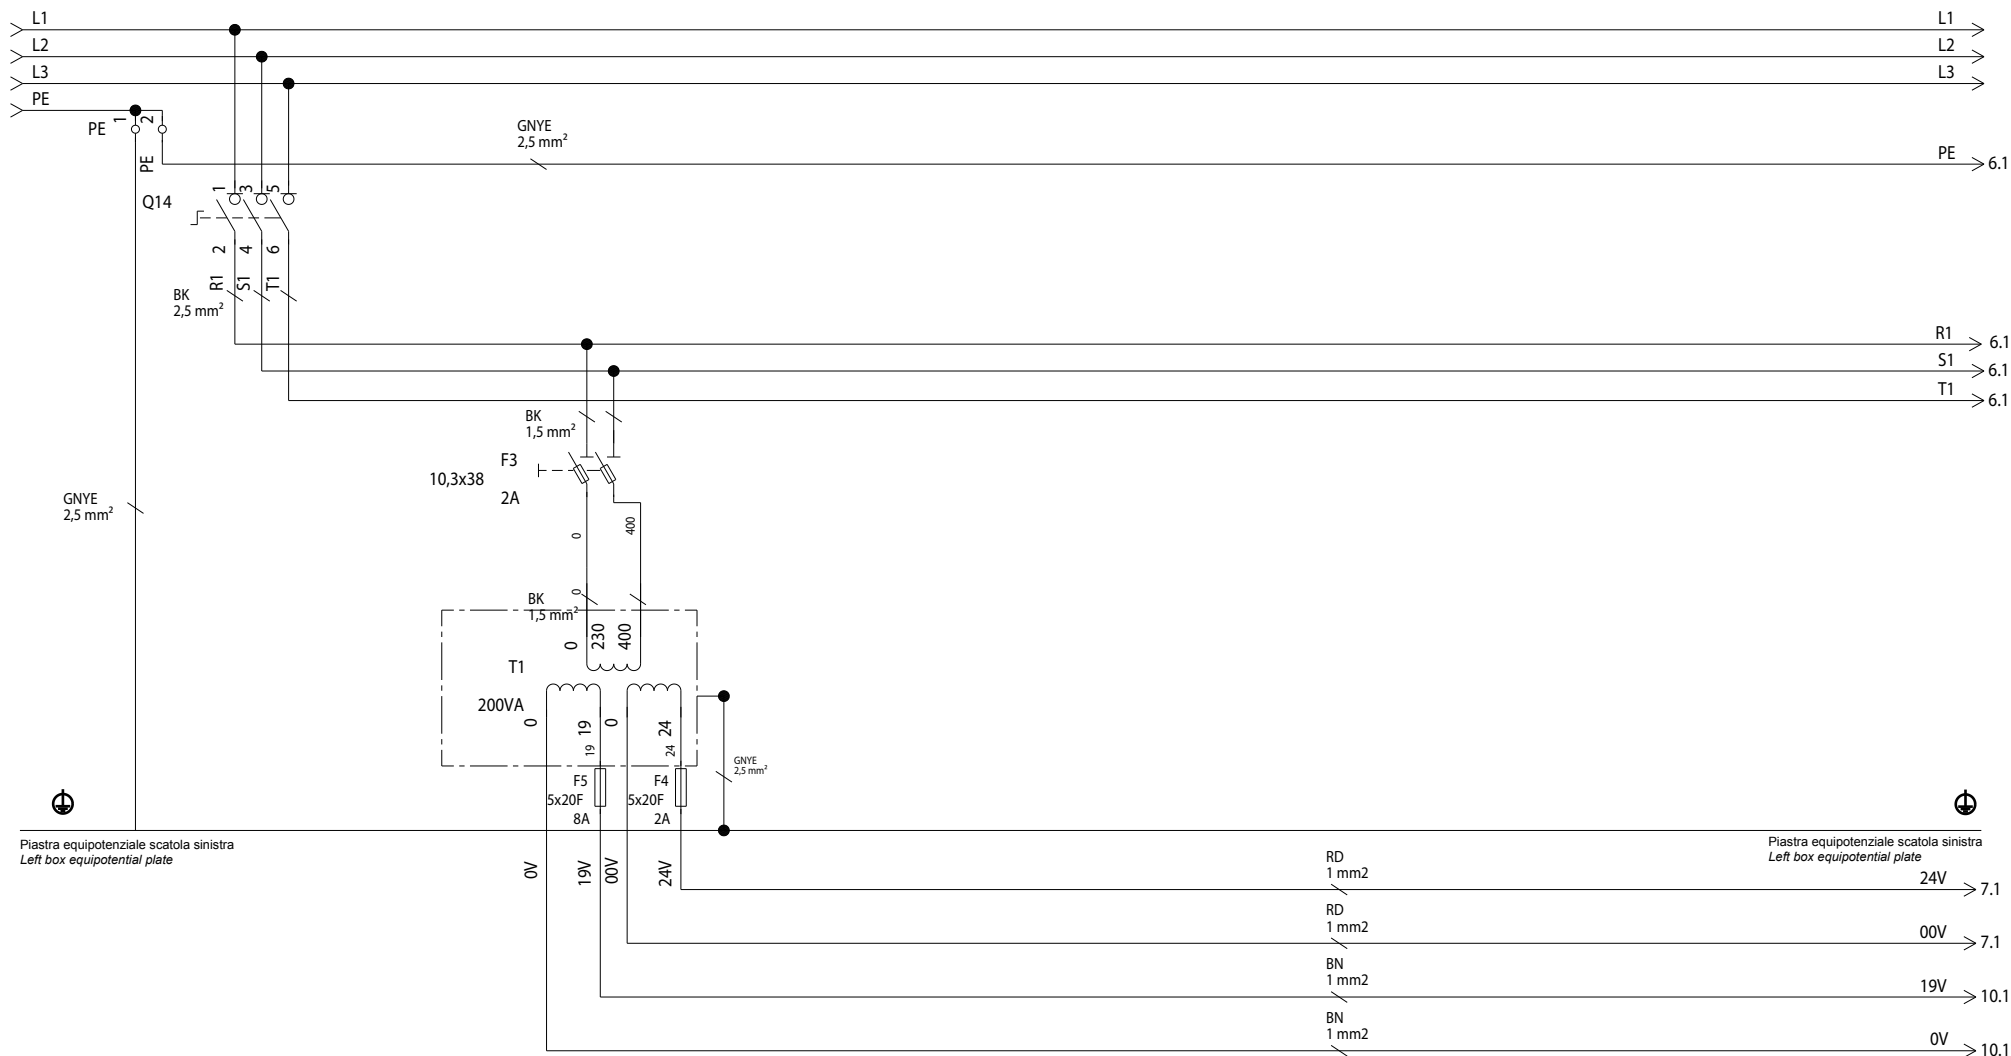 L1
L1
L2
L2
L3
L3
PE
PE
1
2
PE
GNYE
2,5 mm²
PE
6.1
Q14
1
3
5
2
4
6
R1
S1
T1
BK
2,5 mm²
R1
6.1
S1
6.1
T1
6.1
BK
1,5 mm²
F3
10,3x38
2A
GNYE
2,5 mm²
0
400
0
BK
1,5 mm²
0
230
400
T1
200VA
0
19
0
24
19
24
GNYE
2,5 mm²
F5
5x20F
8A
F4
5x20F
2A
Piastra equipotenziale scatola sinistra
Left box equipotential plate
Piastra equipotenziale scatola sinistra
Left box equipotential plate
0V
19V
00V
24V
RD
1 mm2
24V
7.1
RD
1 mm2
00V
7.1
BN
1 mm2
19V
10.1
BN
1 mm2
0V
10.1